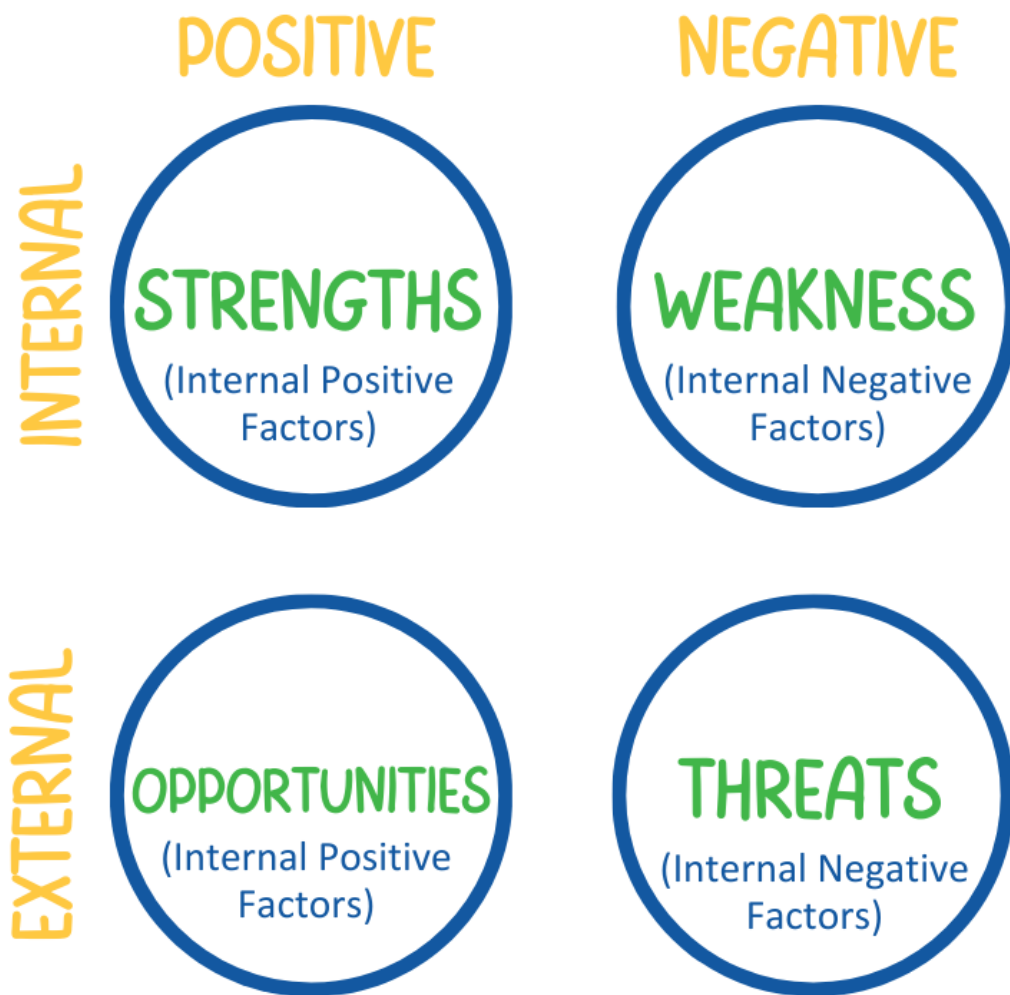 POSITIVE
NEGATIVE
INTERNAL
STRENGTHS
(Internal Positive
Factors)
WEAKNESS
(Internal Negative
Factors)
EXTERNAL
OPPORTUNITIES
(Internal Positive
Factors)
THREATS
(Internal Negative
Factors)